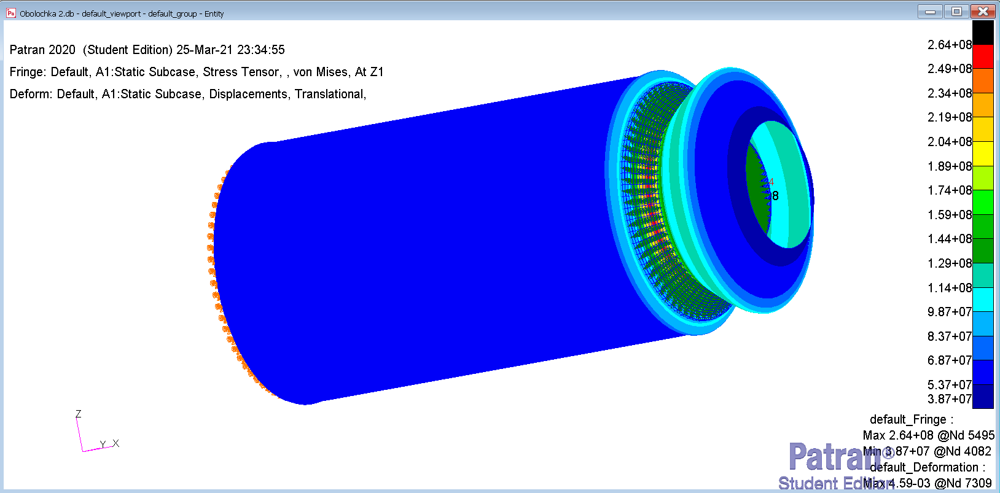 Obolochka 2.db - default_viewport - default_group - Entity
Patran 2020 (Student Edition) 25-Mar-21 23:34:55
Fringe: Default, A1:Static Subcase, Stress Tensor, , von Mises, At Z1
Deform: Default, A1:Static Subcase, Displacements, Translational,
2.64+08
2.49+08
2.34+08
2.19+08
2.04+08
1.89+08
1.74+08
1.59+08
1.44+08
1.29+08
1.14+08
9.87+07
8.37+07
6.87+07
5.37+07
3.87+07
4
8
Z
Y X
default_Fringe :
Max 2.64+08 @Nd 5495
Min 3.87+07 @Nd 4082
default_Deformation :
Max 4.59-03 @Nd 7309
Patran®
Student Edition